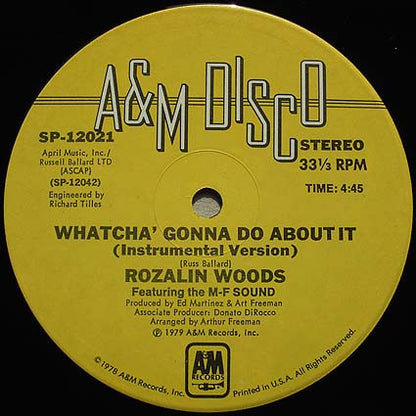 A&M DISCO
SP-12021
April Music, Inc./
Russell Ballard LTD
(ASCAP)
(SP-12042)
Engineered by
Richard Tilles
STEREO
33⅓ RPM
TIME: 4:45
WHATCHA' GONNA DO ABOUT IT
(Instrumental Version)
(Russ Ballard)
ROZALIN WOODS
Featuring the M-F SOUND
Produced by Ed Martinez & Art Freeman
Associate Producer: Donato DiRocco
Arranged by Arthur Freeman
℗ 1979 A&M Records, Inc.
A&M
RECORDS
©1978 A&M Records, Inc.
Printed in U.S.A. All Rights Reserved.